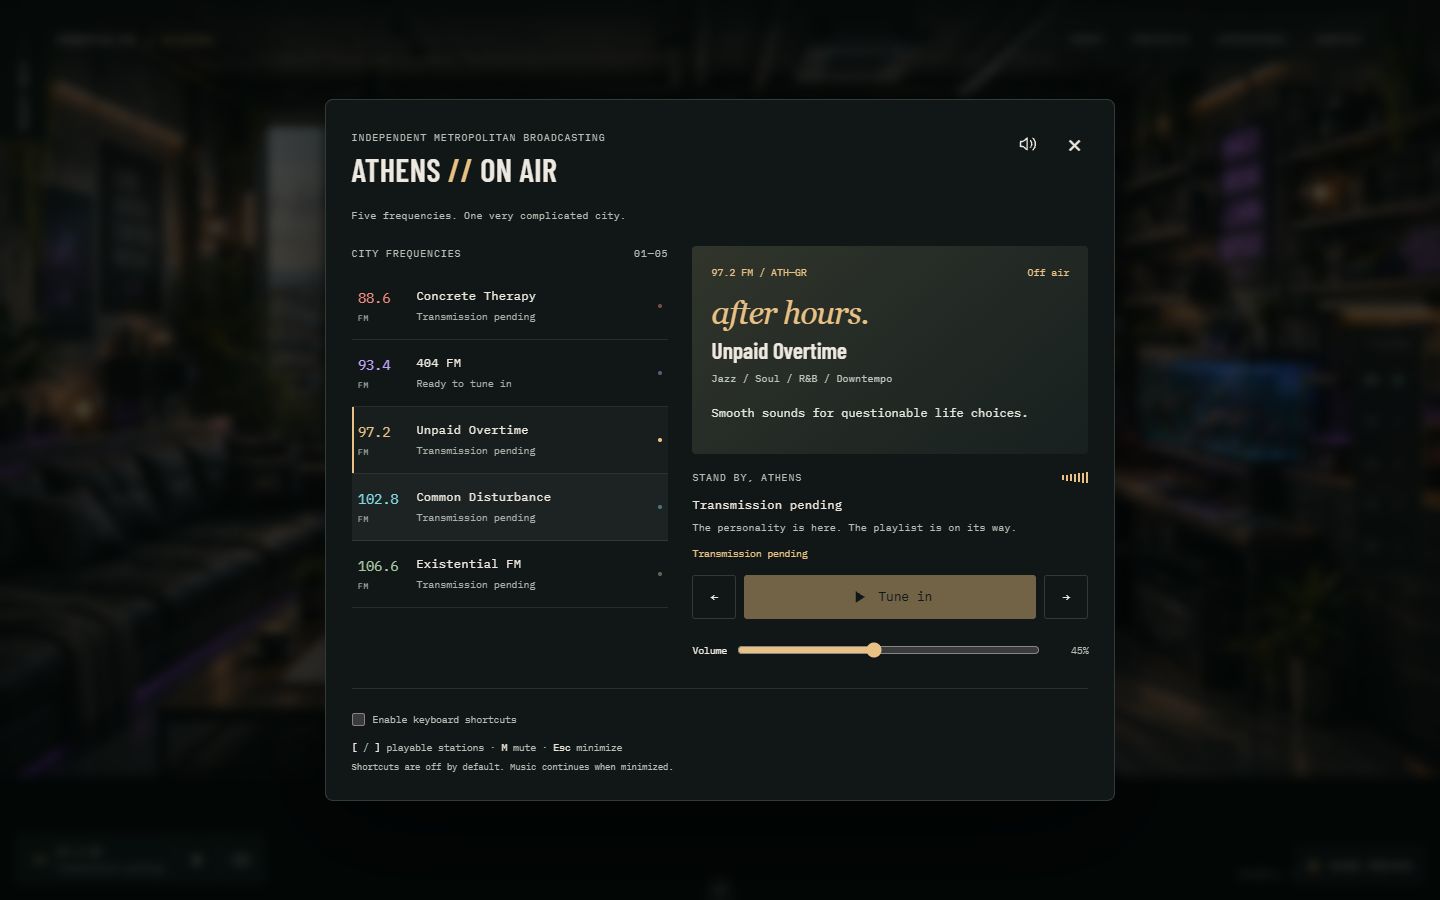 INDEPENDENT METROPOLITAN BROADCASTING
ATHENS // ON AIR
Five frequencies. One very complicated city.
CITY FREQUENCIES 01—05
88.6 FM Concrete Therapy
Transmission pending
93.4 FM 404 FM
Ready to tune in
97.2 FM Unpaid Overtime
Transmission pending
102.8 FM Common Disturbance
Transmission pending
106.6 FM Existential FM
Transmission pending
97.2 FM / ATH—GR Off air
after hours.
Unpaid Overtime
Jazz / Soul / R&B / Downtempo
Smooth sounds for questionable life choices.
STAND BY, ATHENS
Transmission pending
The personality is here. The playlist is on its way.
Transmission pending
← ▶ Tune in →
Volume 45%
Enable keyboard shortcuts
[ / ] playable stations · M mute · Esc minimize
Shortcuts are off by default. Music continues when minimized.